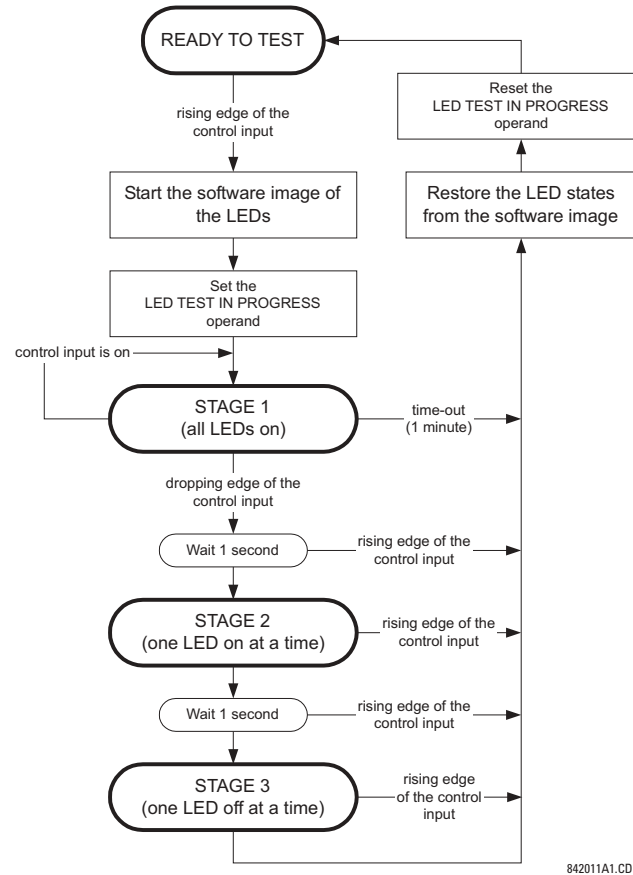 READY TO TEST
rising edge of the
control input
Start the software image of
the LEDs
Set the
LED TEST IN PROGRESS
operand
control input is on
STAGE 1
(all LEDs on)
time-out
(1 minute)
dropping edge of the
control input
Wait 1 second
rising edge of the
control input
STAGE 2
(one LED on at a time)
rising edge of the
control input
Wait 1 second
rising edge of the
control input
STAGE 3
(one LED off at a time)
rising edge
of the control
input
Restore the LED states
from the software image
Reset the
LED TEST IN PROGRESS
operand
842011A1.CD